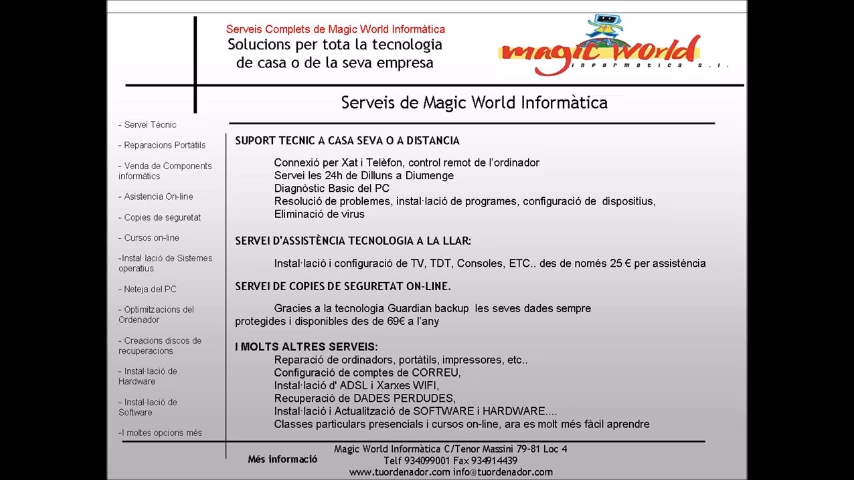 Serveis Complets de Magic World Informàtica
Solucions per tota la tecnologia
de casa o de la seva empresa
magic world
informatica s.l.
Serveis de Magic World Informàtica
- Servei Tècnic
- Reparacions Portàtils
- Venda de Components
informàtics
- Asistencia On-line
- Copies de seguretat
- Cursos on-line
-Instal·lació de Sistemes
operatius
- Neteja del PC
- Optimitzacions del
Ordenador
- Creacions discos de
recuperacions
- Instal·lació de
Hardware
- Instal·lació de
Software
-I moltes opcions més
SUPORT TECNIC A CASA SEVA O A DISTANCIA
Connexió per Xat i Telèfon, control remot de l'ordinador
Servei les 24h de Dilluns a Diumenge
Diagnòstic Basic del PC
Resolució de problemes, instal·lació de programes, configuració de dispositius,
Eliminació de virus
SERVEI D'ASSISTÈNCIA TECNOLOGIA A LA LLAR:
Instal·lació i configuració de TV, TDT, Consoles, ETC.. des de només 25 € per assistència
SERVEI DE COPIES DE SEGURETAT ON-LINE.
Gracies a la tecnologia Guardian backup les seves dades sempre
protegides i disponibles des de 69€ a l'any
I MOLTS ALTRES SERVEIS:
Reparació de ordinadors, portàtils, impressores, etc..
Configuració de comptes de CORREU,
Instal·lació d' ADSL i Xarxes WIFI,
Recuperació de DADES PERDUDES,
Instal·lació i Actualització de SOFTWARE i HARDWARE....
Classes particulars presencials i cursos on-line, ara es molt més fàcil aprendre
Més informació
Magic World Informàtica C/Tenor Massini 79-81 Loc 4
Telf 934099001 Fax 934914439
www.tuordenador.com info@tuordenador.com